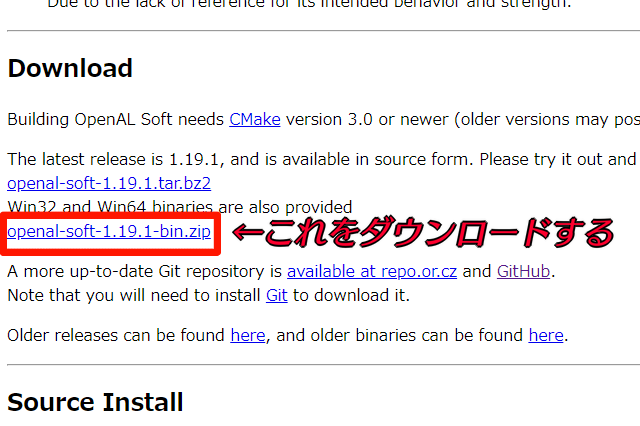 Due to the lack of reference for its intended behavior and strength.
Download
Building OpenAL Soft needs CMake version 3.0 or newer (older versions may pos
The latest release is 1.19.1, and is available in source form. Please try it out and
openal-soft-1.19.1.tar.bz2
Win32 and Win64 binaries are also provided
openal-soft-1.19.1-bin.zip ←これをダウンロードする
A more up-to-date Git repository is available at repo.or.cz and GitHub.
Note that you will need to install Git to download it.
Older releases can be found here, and older binaries can be found here.
Source Install